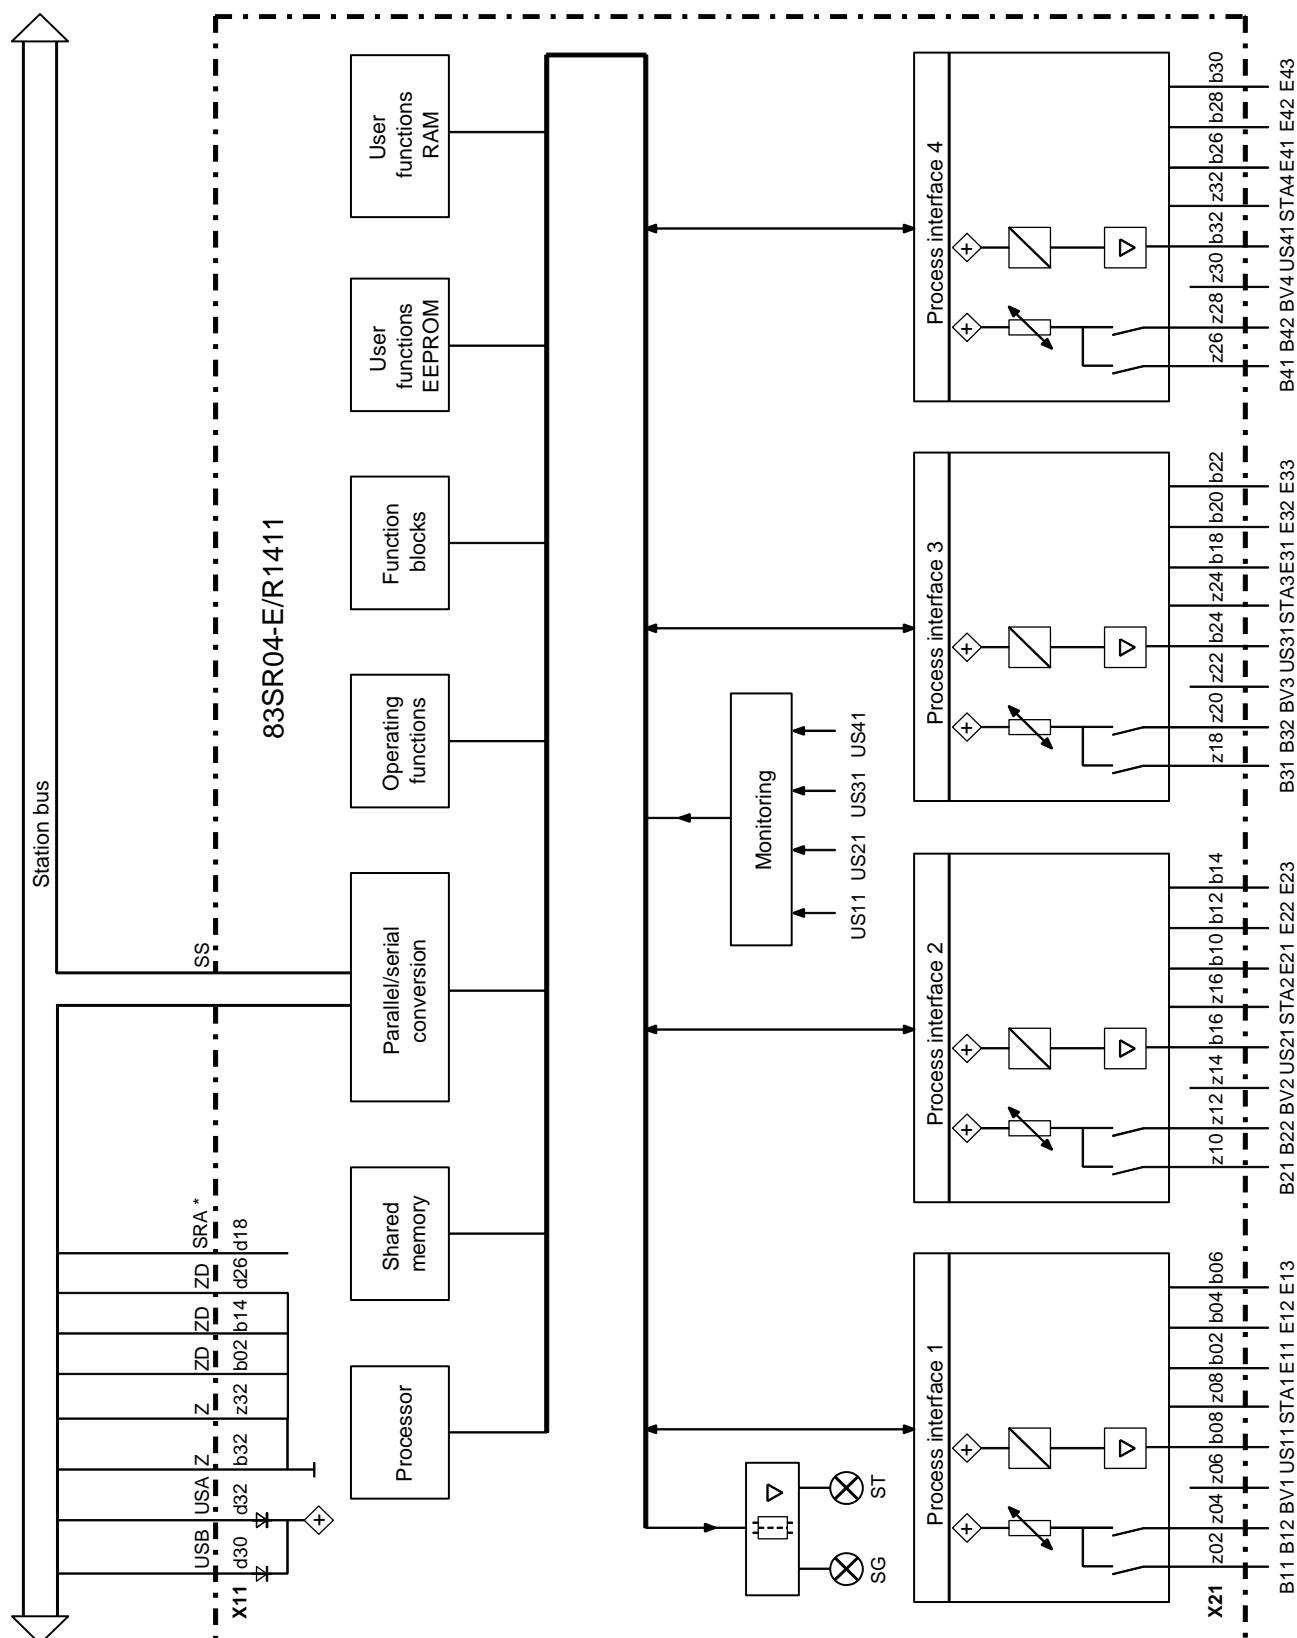 Station bus
USB USA Z Z ZD ZD ZD SRA * SS
X11 d30 d32 b32 z32 b02 b14 d26 d18
83SR04-E/R1411
Processor
Shared
memory
Parallel/serial
conversion
Operating
functions
Function
blocks
User
functions
EEPROM
User
functions
RAM
Monitoring
US11 US21 US31 US41
SG ST
Process interface 1
Process interface 2
Process interface 3
Process interface 4
X21 z02 z04 z06 b08 z08 b02 b04 b06
z10 z12 z14 b16 z16 b10 b12 b14
z18 z20 z22 b24 z24 b18 b20 b22
z26 z28 z30 b32 z32 b26 b28 b30
B11 B12 BV1 US11 STA1 E11 E12 E13
B21 B22 BV2 US21 STA2 E21 E22 E23
B31 B32 BV3 US31 STA3 E31 E32 E33
B41 B42 BV4 US41 STA4 E41 E42 E43